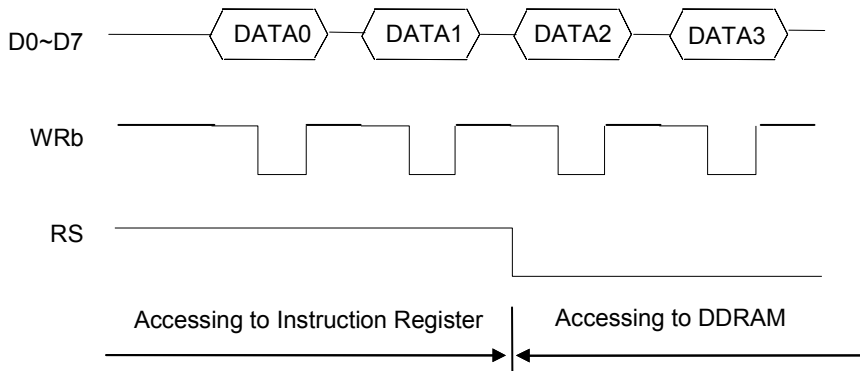 D0~D7 DATA0 DATA1 DATA2 DATA3
WRb
RS
Accessing to Instruction Register Accessing to DDRAM